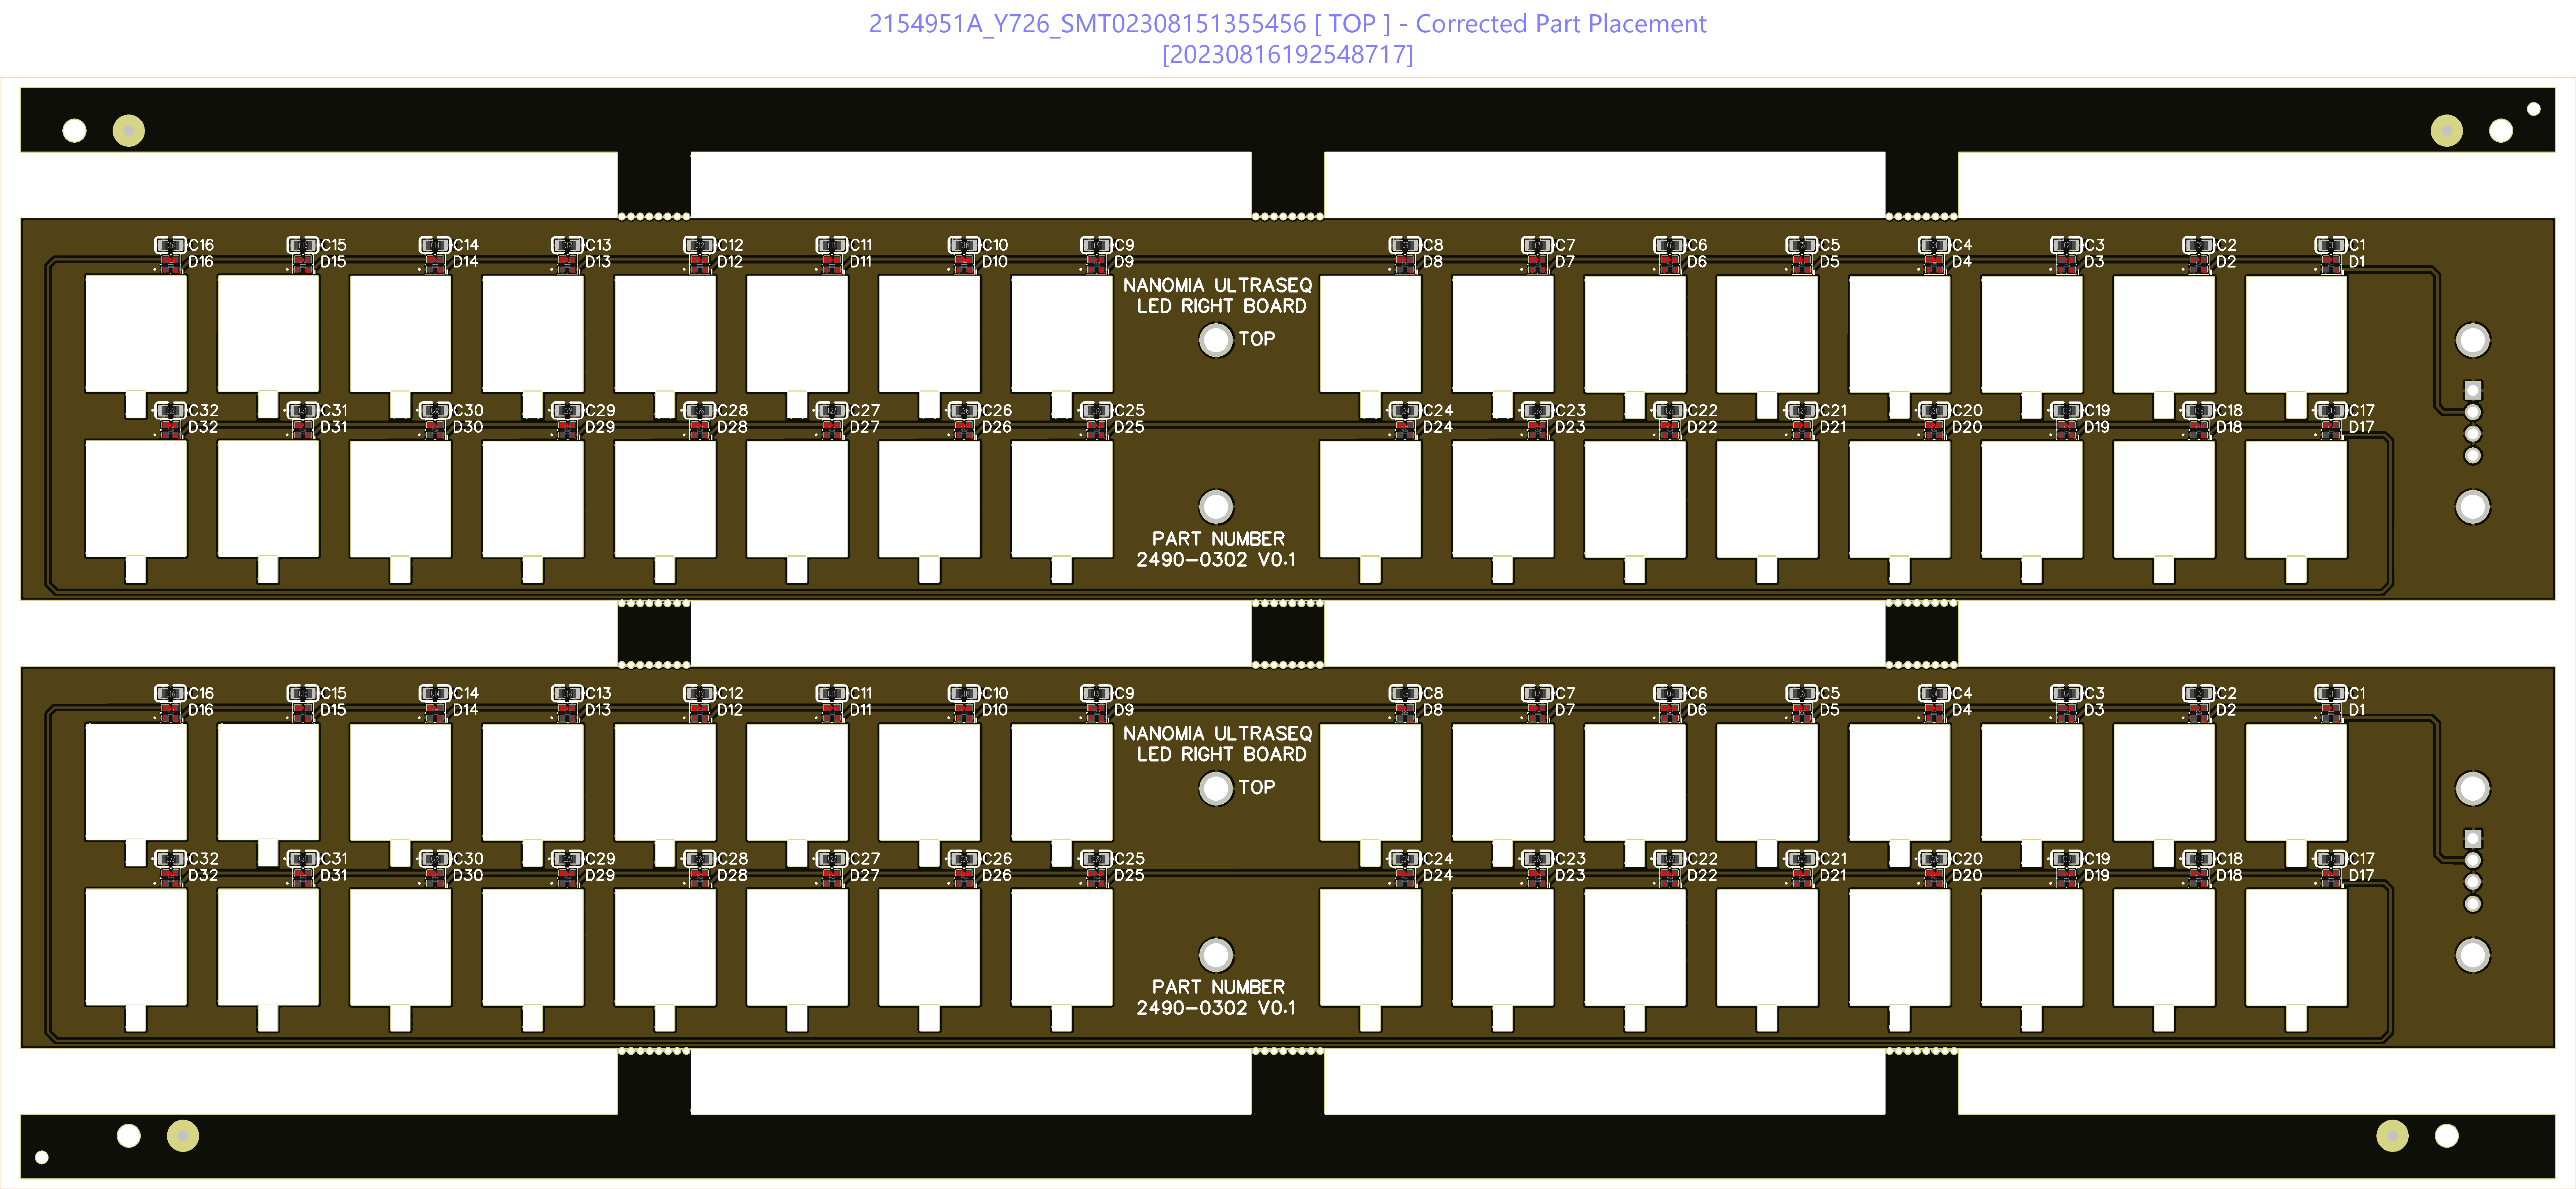 2154951A_Y726_SMT02308151355456 [ TOP ] - Corrected Part Placement
[20230816192548717]
C16 C15 C14 C13 C12 C11 C10 C9 C8 C7 C6 C5 C4 C3 C2 C1
D16 D15 D14 D13 D12 D11 D10 D9 D8 D7 D6 D5 D4 D3 D2 D1
NANOMIA ULTRASEQ
LED RIGHT BOARD
TOP
C32 C31 C30 C29 C28 C27 C26 C25 C24 C23 C22 C21 C20 C19 C18 C17
D32 D31 D30 D29 D28 D27 D26 D25 D24 D23 D22 D21 D20 D19 D18 D17
PART NUMBER
2490-0302 V0.1
C16 C15 C14 C13 C12 C11 C10 C9 C8 C7 C6 C5 C4 C3 C2 C1
D16 D15 D14 D13 D12 D11 D10 D9 D8 D7 D6 D5 D4 D3 D2 D1
NANOMIA ULTRASEQ
LED RIGHT BOARD
TOP
C32 C31 C30 C29 C28 C27 C26 C25 C24 C23 C22 C21 C20 C19 C18 C17
D32 D31 D30 D29 D28 D27 D26 D25 D24 D23 D22 D21 D20 D19 D18 D17
PART NUMBER
2490-0302 V0.1